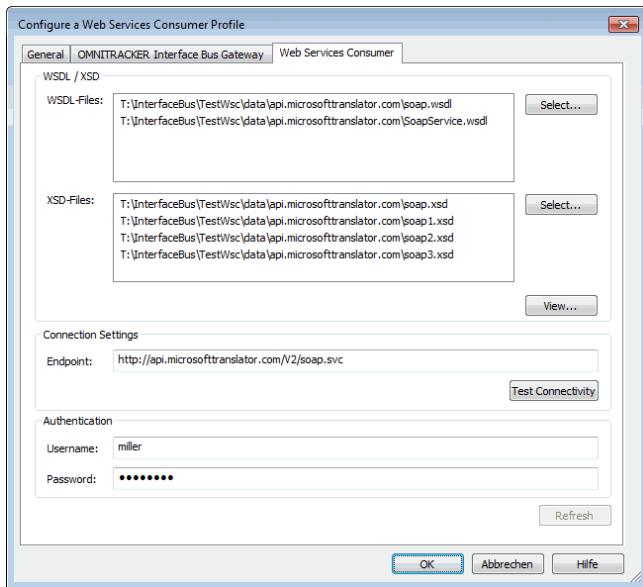 Configure a Web Services Consumer Profile
General OMNITRACKER Interface Bus Gateway Web Services Consumer
WSDL / XSD
WSDL-Files:
T:\InterfaceBus\TestWsc\data\api.microsofttranslator.com\soap.wsdl
T:\InterfaceBus\TestWsc\data\api.microsofttranslator.com\SoapService.wsdl
Select...
XSD-Files:
T:\InterfaceBus\TestWsc\data\api.microsofttranslator.com\soap.xsd
T:\InterfaceBus\TestWsc\data\api.microsofttranslator.com\soap1.xsd
T:\InterfaceBus\TestWsc\data\api.microsofttranslator.com\soap2.xsd
T:\InterfaceBus\TestWsc\data\api.microsofttranslator.com\soap3.xsd
Select...
View...
Connection Settings
Endpoint: http://api.microsofttranslator.com/V2/soap.svc
Test Connectivity
Authentication
Username: miller
Password: ●●●●●●●●
Refresh
OK Abbrechen Hilfe